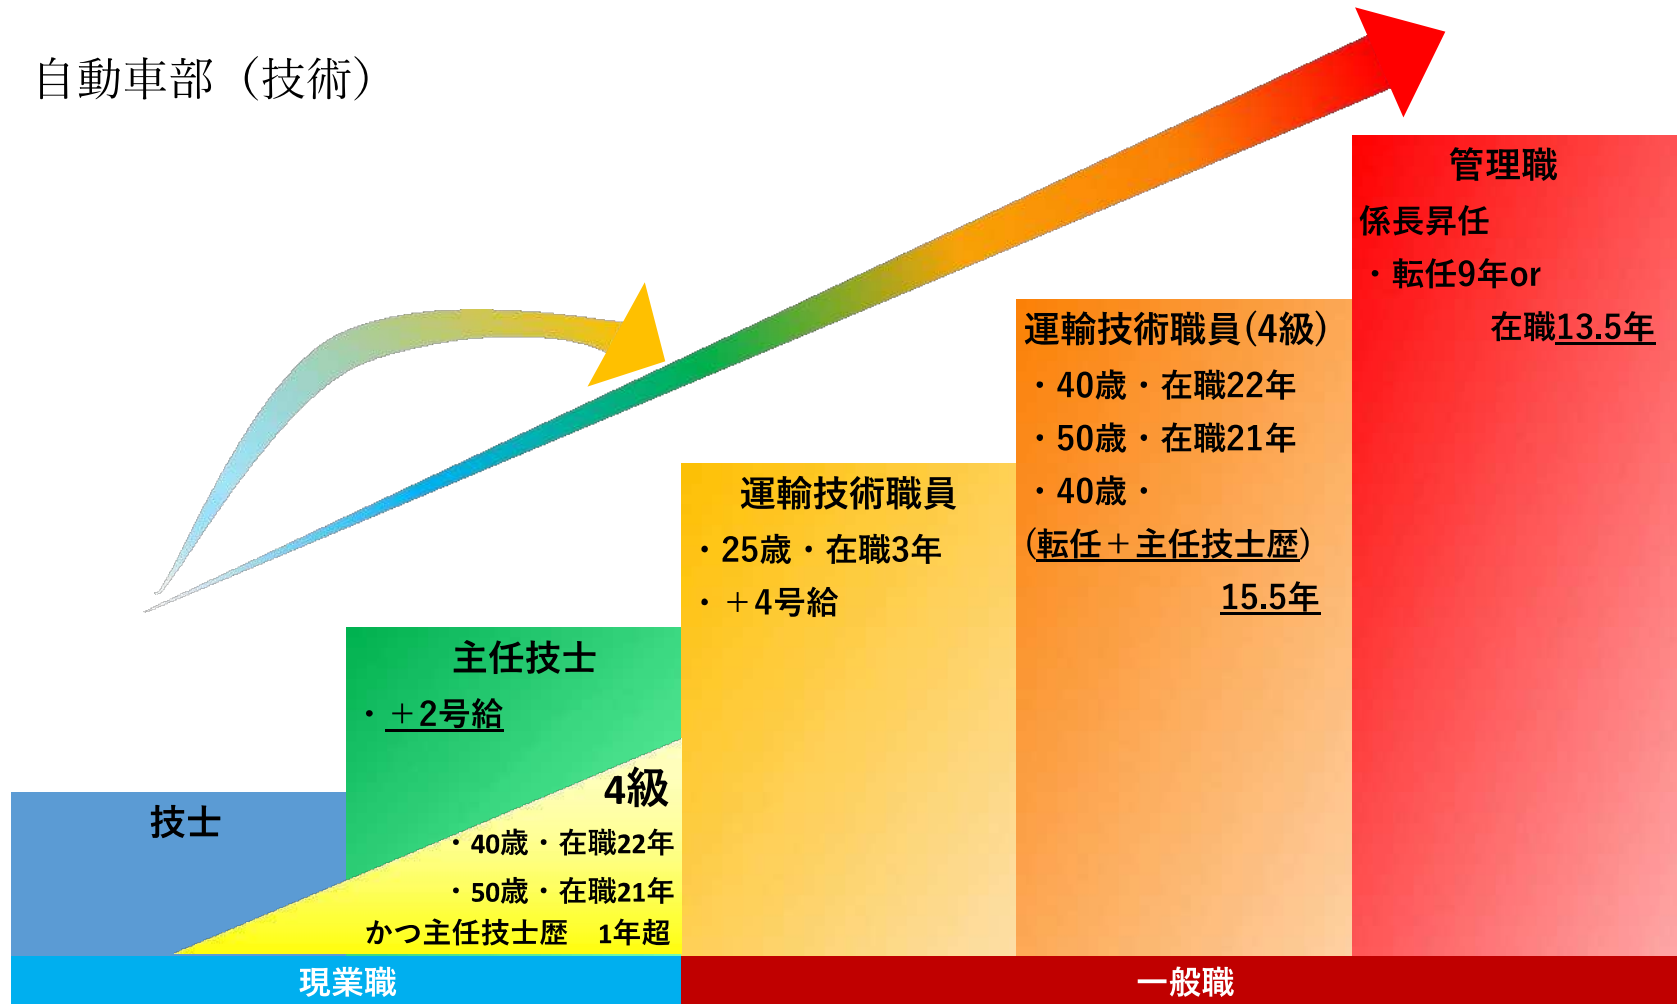 自動車部（技術）
技士
主任技士
・＋2号給
4級
・40歳・在職22年
・50歳・在職21年
かつ主任技士歴　1年超
運輸技術職員
・25歳・在職3年
・＋4号給
運輸技術職員(4級)
・40歳・在職22年
・50歳・在職21年
・40歳・
(転任＋主任技士歴)
15.5年
管理職
係長昇任
・転任9年or
在職13.5年
現業職
一般職